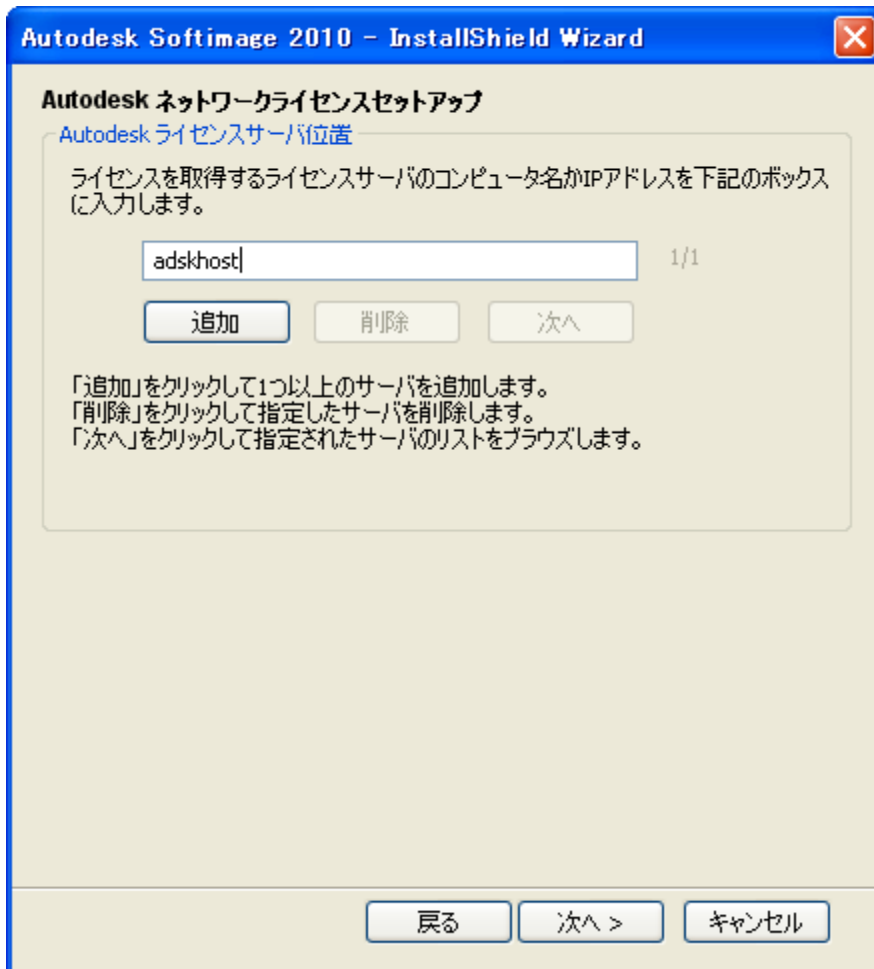 Autodesk Softimage 2010 - InstallShield Wizard
Autodesk ネットワークライセンスセットアップ
Autodesk ライセンスサーバ位置
ライセンスを取得するライセンスサーバのコンピュータ名かIPアドレスを下記のボックス
に入力します。
adskhost 1/1
追加 削除 次へ
「追加」をクリックして1つ以上のサーバを追加します。
「削除」をクリックして指定したサーバを削除します。
「次へ」をクリックして指定されたサーバのリストをブラウズします。
戻る 次へ > キャンセル